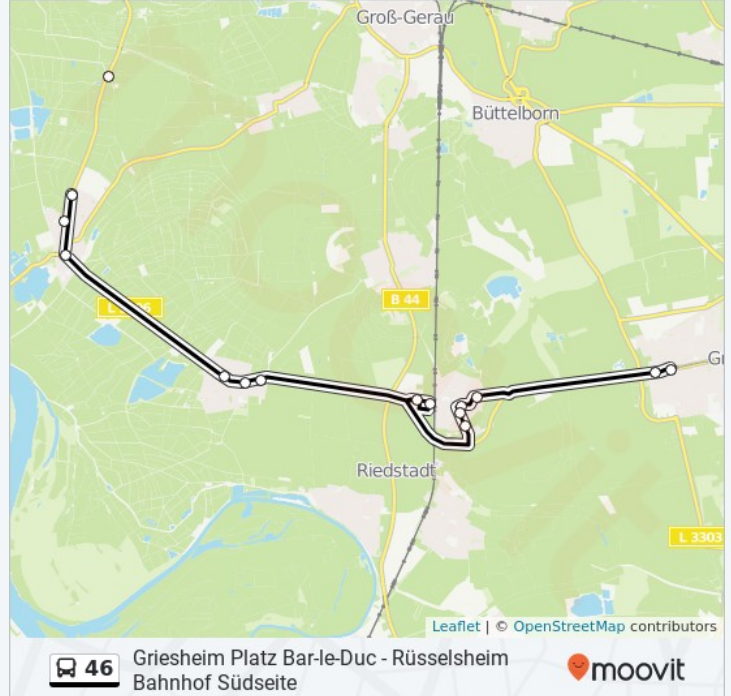 Groß-Gerau
Büttelborn
B 44
Riedstadt
L 3303
Leaflet | © OpenStreetMap contributors
46
Griesheim Platz Bar-le-Duc - Rüsselsheim
Bahnhof Südseite
moovit